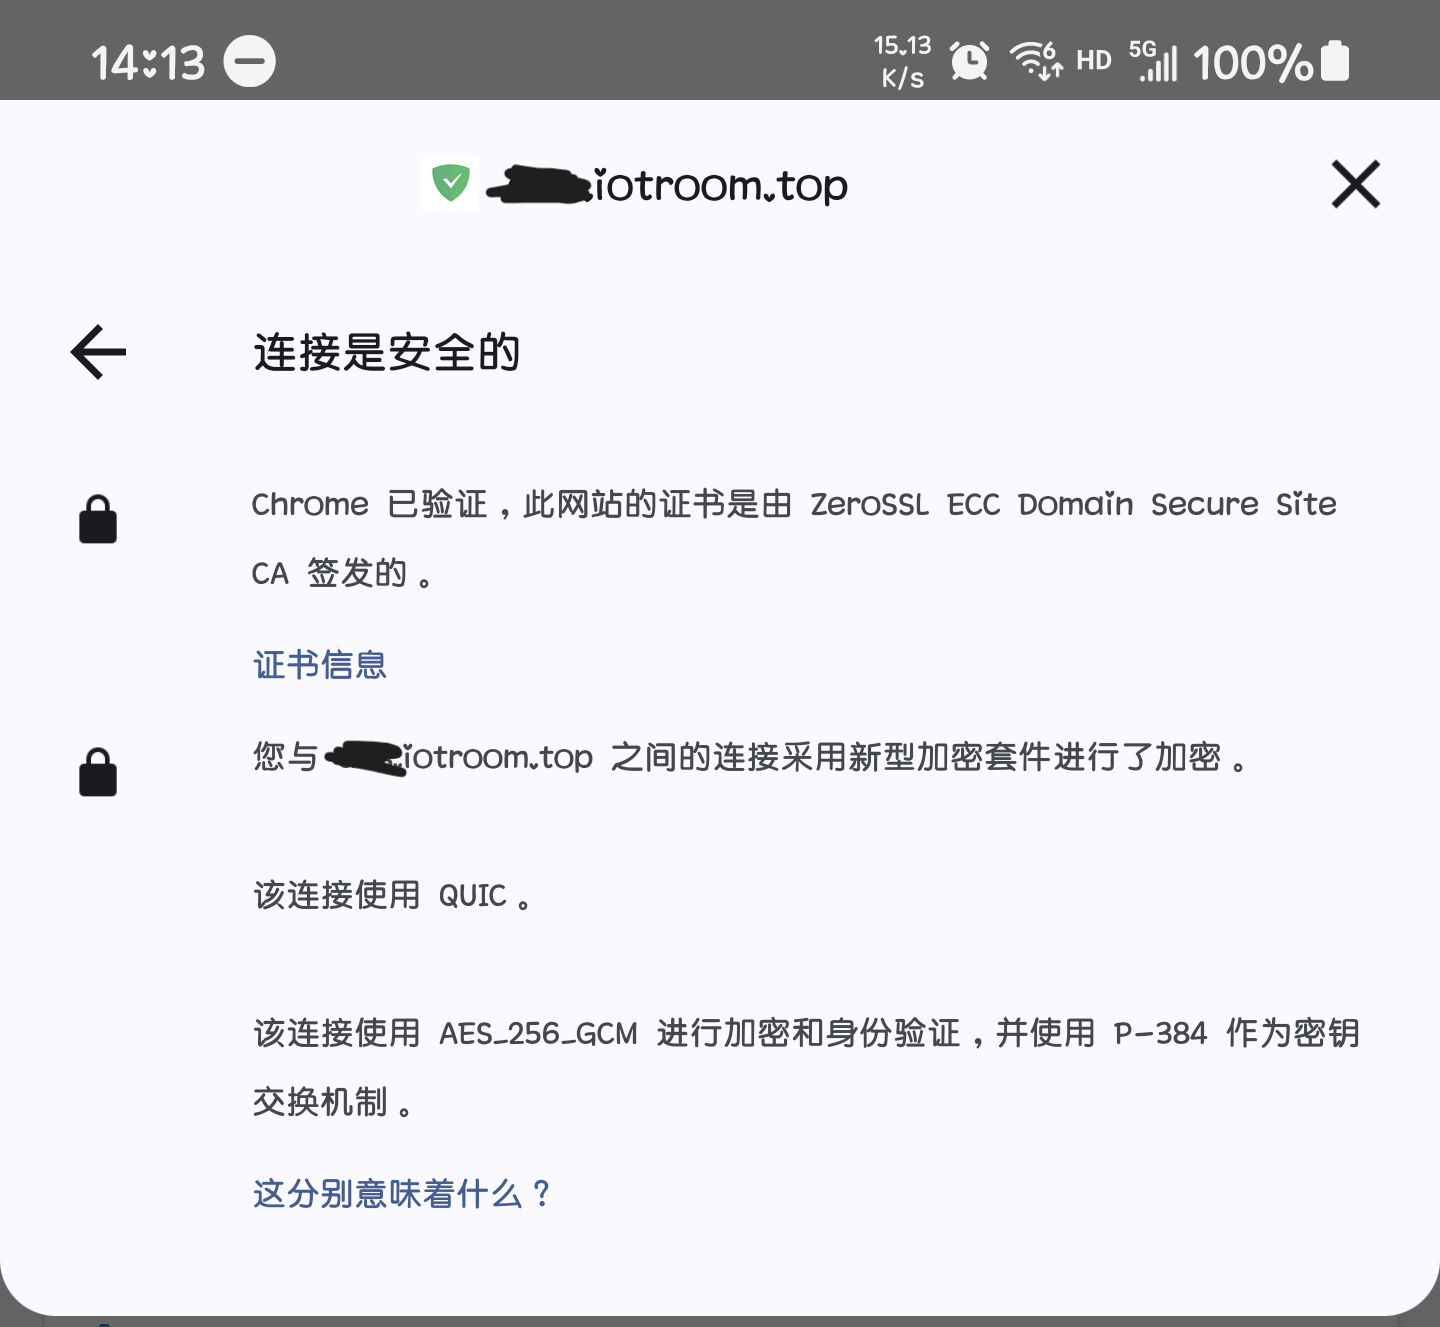 14:13
15.13 K/s 6 HD 5G 100%
iotroom.top
连接是安全的
Chrome 已验证，此网站的证书是由 ZeroSSL ECC Domain Secure Site
CA 签发的。
证书信息
您与 iotroom.top 之间的连接采用新型加密套件进行了加密。
该连接使用 QUIC。
该连接使用 AES_256_GCM 进行加密和身份验证，并使用 P-384 作为密钥
交换机制。
这分别意味着什么？